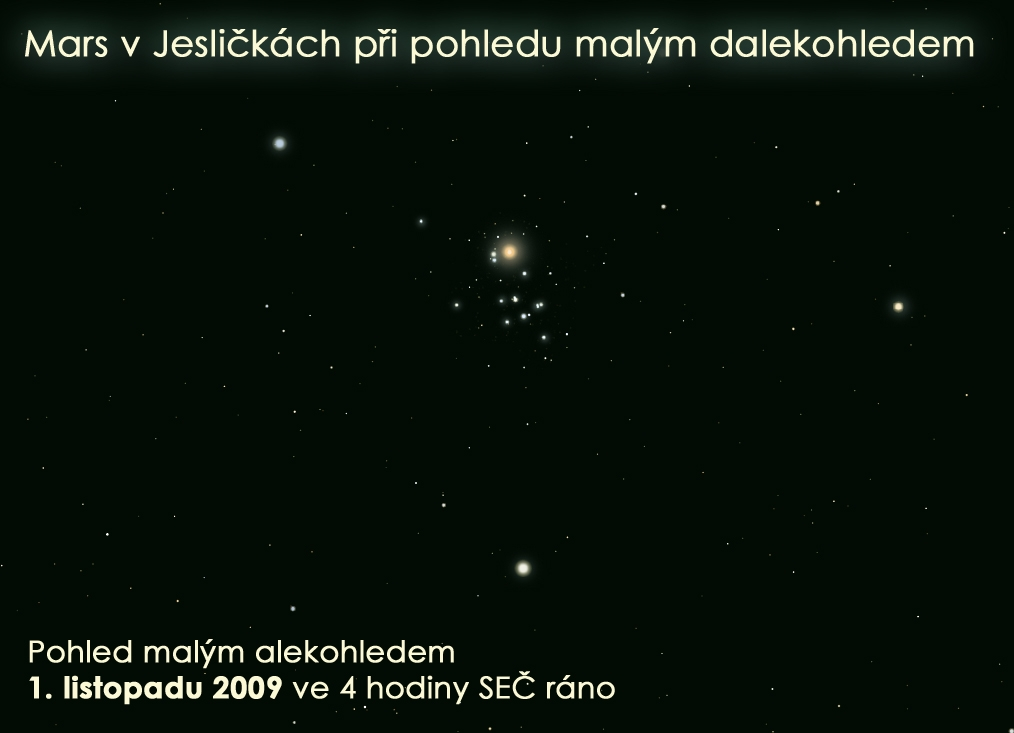 Mars v Jesličkách při pohledu malým dalekohledem
Pohled malým alekohledem
1. listopadu 2009 ve 4 hodiny SEČ ráno